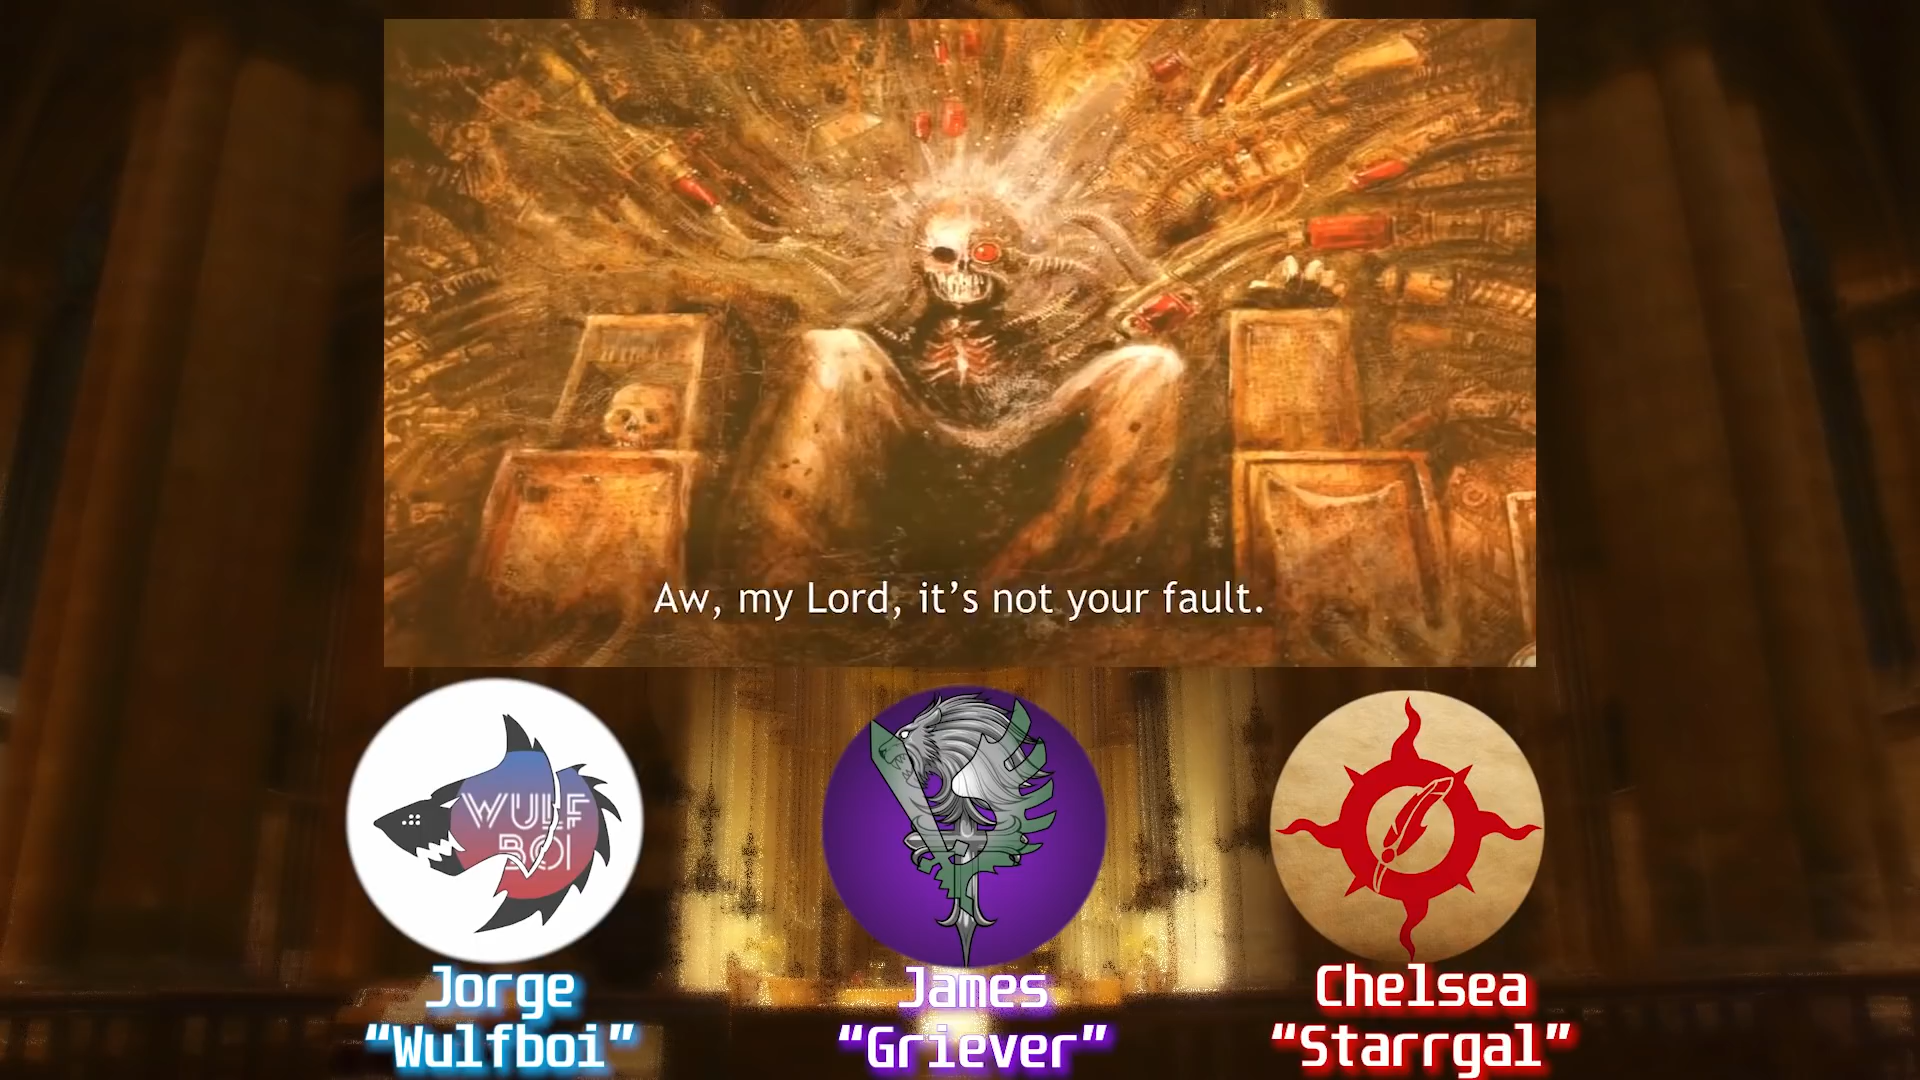 Aw, my Lord, it’s not your fault.
WULF
BOI
Jorge
“Wulfboi”
James
“Griever”
Chelsea
“Starrgal”